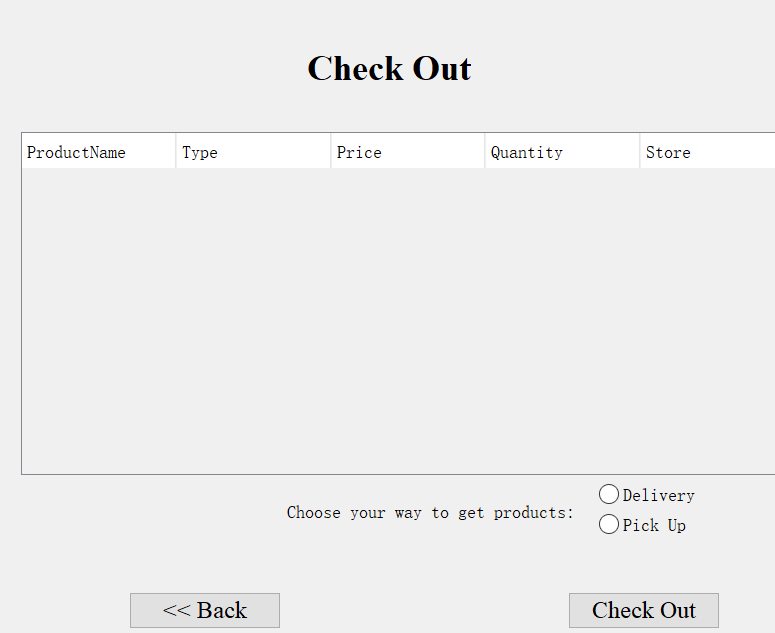 Check Out
ProductName Type Price Quantity Store
Delivery
Choose your way to get products:
Pick Up
<< Back Check Out